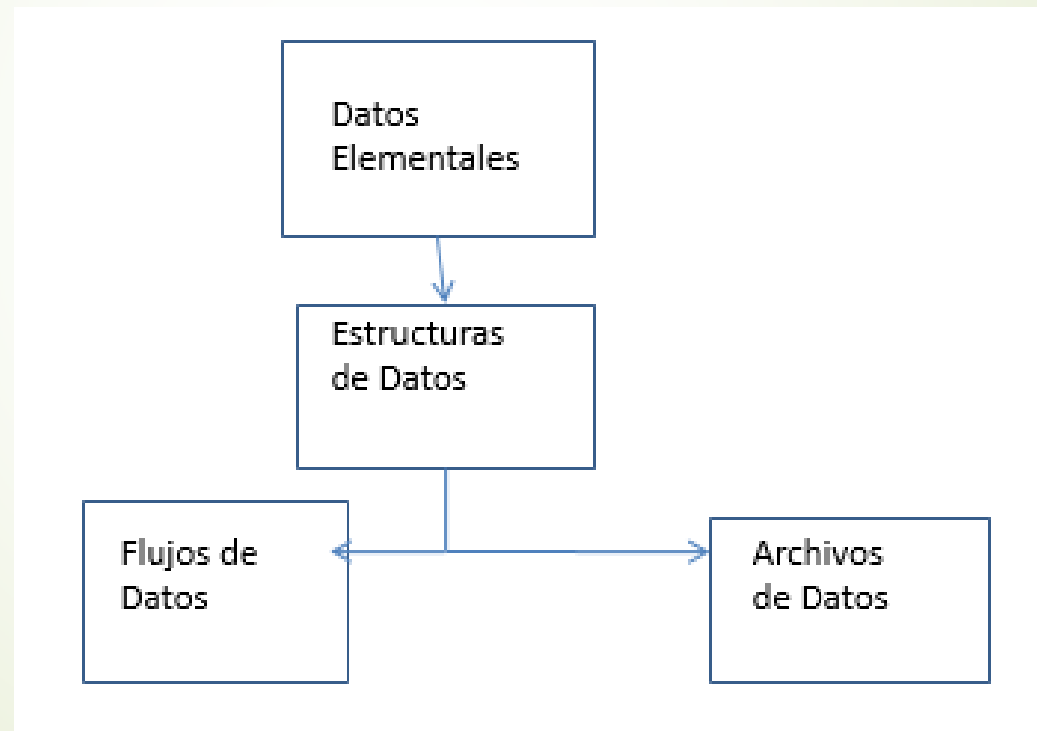 Datos
Elementales
Estructuras
de Datos
Flujos de
Datos
Archivos
de Datos